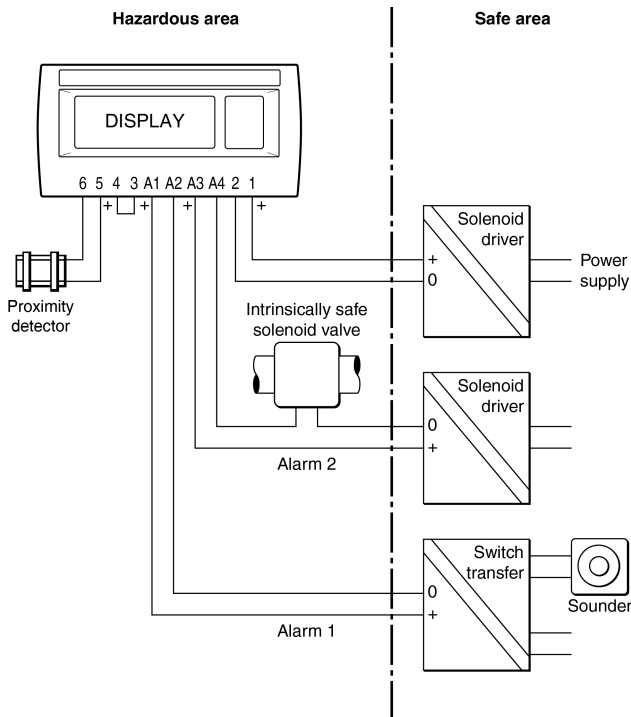 Hazardous area
Safe area
DISPLAY
6 5 4 3 A1 A2 A3 A4 2 1
+ + + +
Proximity
detector
Solenoid
driver
+
0
Power
supply
Intrinsically safe
solenoid valve
Solenoid
driver
0
+
Alarm 2
Switch
transfer
0
+
Sounder
Alarm 1